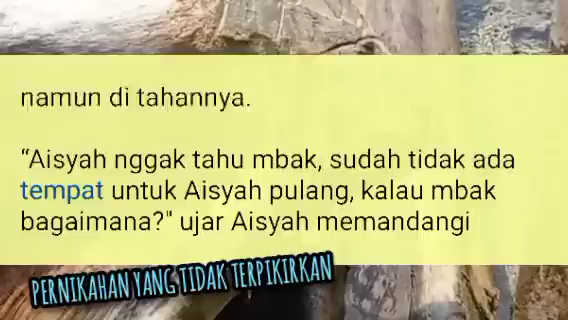 namun di tahannya.
“Aisyah nggak tahu mbak, sudah tidak ada
tempat untuk Aisyah pulang, kalau mbak
bagaimana?" ujar Aisyah memandangi
PERNIKAHAN YANG TIDAK TERPIKIRKAN